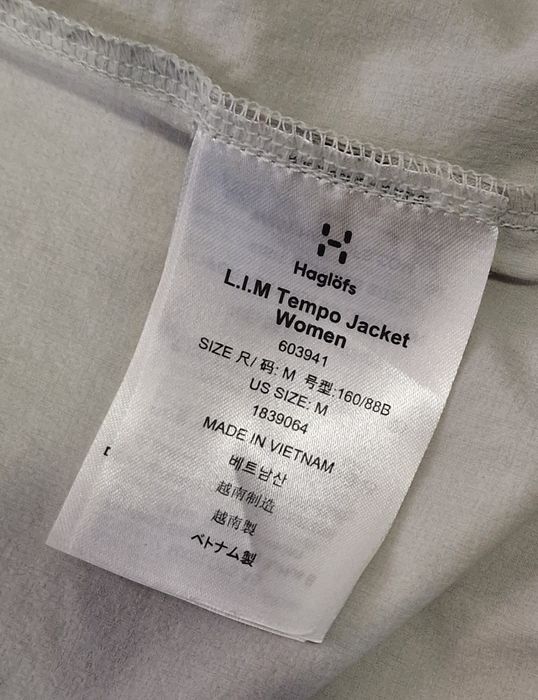 Haglöfs
L.I.M Tempo Jacket
Women
603941
SIZE 尺/ 码: M 号型:160/88B
US SIZE: M
1839064
MADE IN VIETNAM
베트남산
越南制造
越南製
ベトナム製